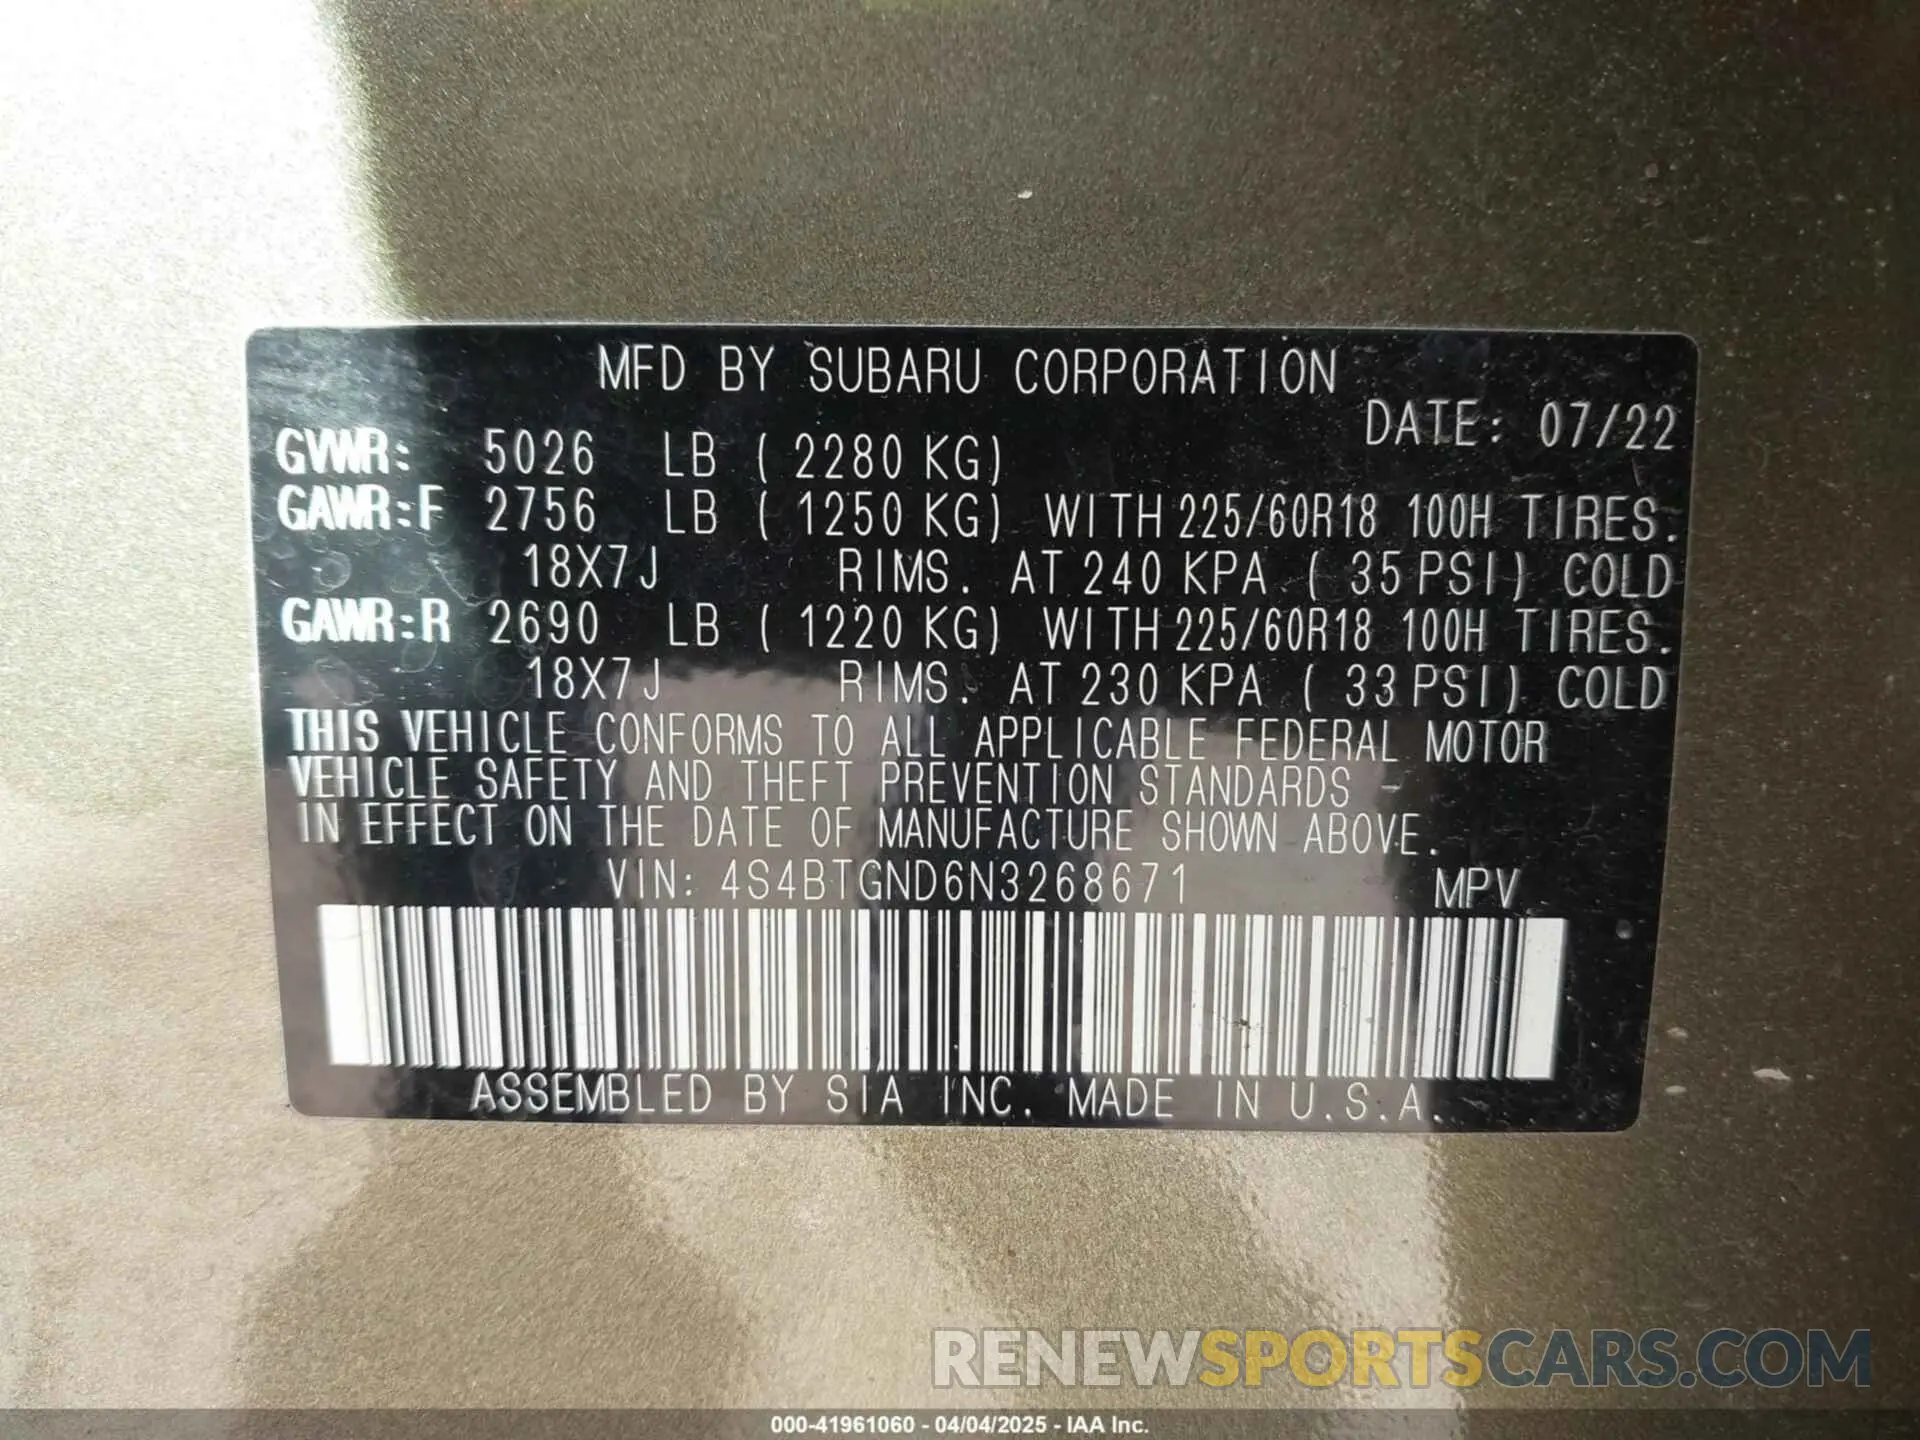 MFD BY SUBARU CORPORATION
DATE: 07/22
GVWR: 5026 LB ( 2280 KG)
GAWR:F 2756 LB ( 1250 KG) WITH 225/60R18 100H TIRES.
18X7J RIMS. AT 240 KPA ( 35 PSI) COLD
GAWR:R 2690 LB ( 1220 KG) WITH 225/60R18 100H TIRES.
18X7J RIMS. AT 230 KPA ( 33 PSI) COLD
THIS VEHICLE CONFORMS TO ALL APPLICABLE FEDERAL MOTOR
VEHICLE SAFETY AND THEFT PREVENTION STANDARDS -
IN EFFECT ON THE DATE OF MANUFACTURE SHOWN ABOVE.
VIN: 4S4BTGND6N3268671 MPV
ASSEMBLED BY SIA INC. MADE IN U.S.A.
RENEWSPORTSCARS.COM
000-41961060 - 04/04/2025 - IAA Inc.